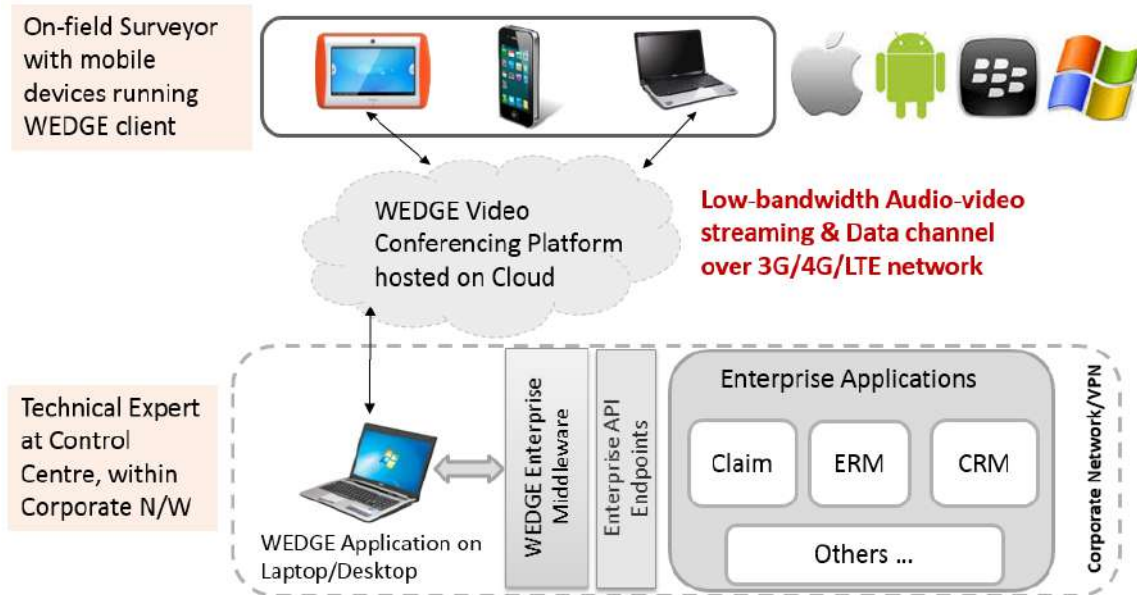 On-field Surveyor
with mobile
devices running
WEDGE client
WEDGE Video
Conferencing Platform
hosted on Cloud
Low-bandwidth Audio-video
streaming & Data channel
over 3G/4G/LTE network
Technical Expert
at Control
Centre, within
Corporate N/W
WEDGE Application on
Laptop/Desktop
WEDGE Enterprise
Middleware
Enterprise API
Endpoints
Enterprise Applications
Claim
ERM
CRM
Others ...
Corporate Network/VPN